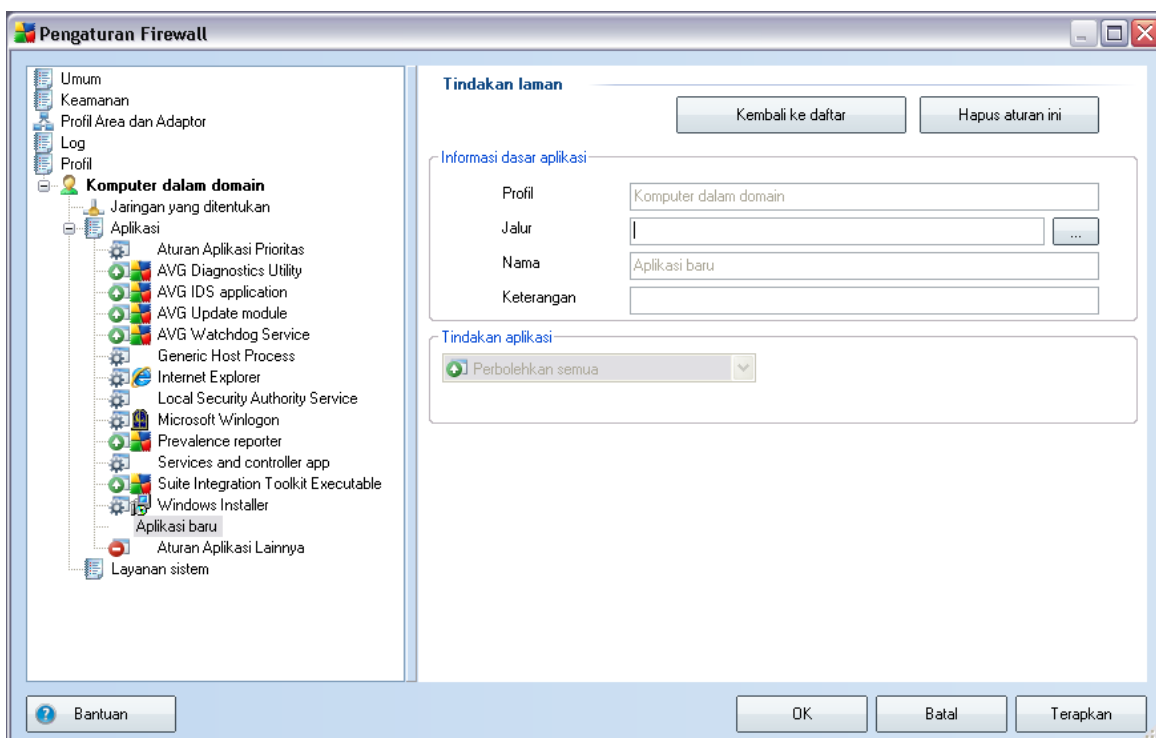 Pengaturan Firewall
Umum
Keamanan
Profil Area dan Adaptor
Log
Profil
Komputer dalam domain
Jaringan yang ditentukan
Aplikasi
Aturan Aplikasi Prioritas
AVG Diagnostics Utility
AVG IDS application
AVG Update module
AVG Watchdog Service
Generic Host Process
Internet Explorer
Local Security Authority Service
Microsoft Winlogon
Prevalence reporter
Services and controller app
Suite Integration Toolkit Executable
Windows Installer
Aplikasi baru
Aturan Aplikasi Lainnya
Layanan sistem
Tindakan laman
Kembali ke daftar
Hapus aturan ini
Informasi dasar aplikasi
Profil
Komputer dalam domain
Jalur
...
Nama
Aplikasi baru
Keterangan
Tindakan aplikasi
Perbolehkan semua
Bantuan
OK
Batal
Terapkan